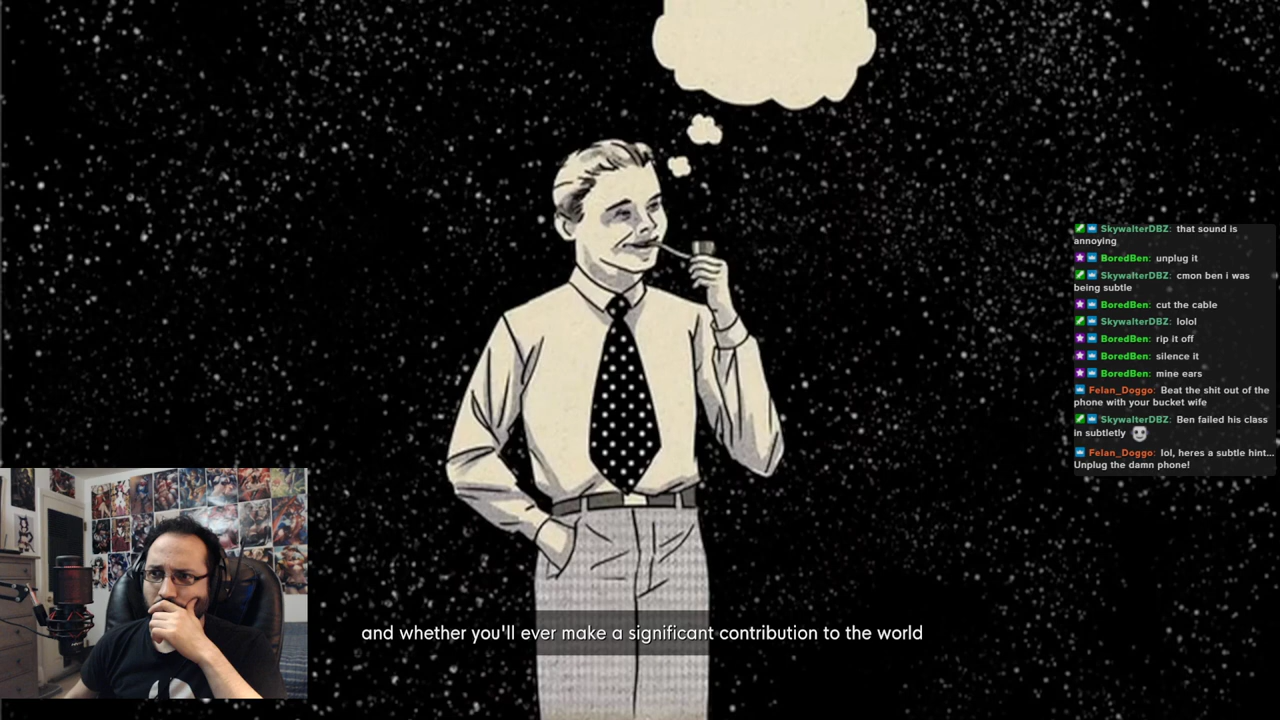 SkywalterDBZ: that sound is
annoying
BoredBen: unplug it
SkywalterDBZ: cmon ben i was
being subtle
BoredBen: cut the cable
SkywalterDBZ: lolol
BoredBen: rip it off
BoredBen: silence it
BoredBen: mine ears
Felan_Doggo: Beat the shit out of the
phone with your bucket wife
SkywalterDBZ: Ben failed his class
in subtletly
Felan_Doggo: lol, heres a subtle hint...
Unplug the damn phone!
and whether you'll ever make a significant contribution to the world